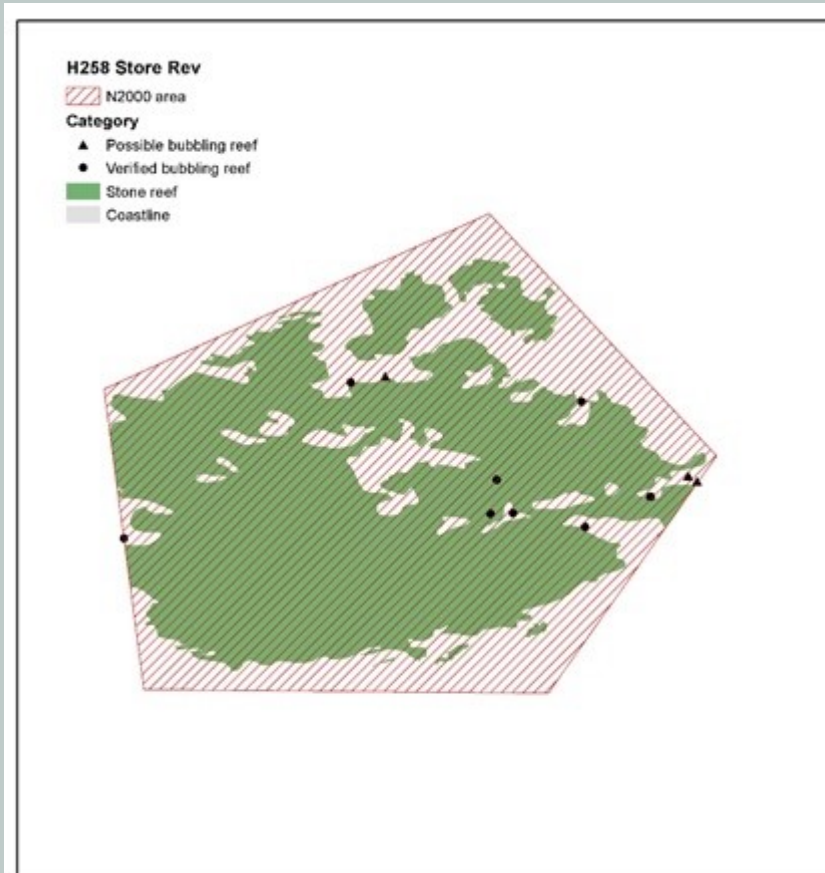 H258 Store Rev
N2000 area
Category
Possible bubbling reef
Verified bubbling reef
Stone reef
Coastline